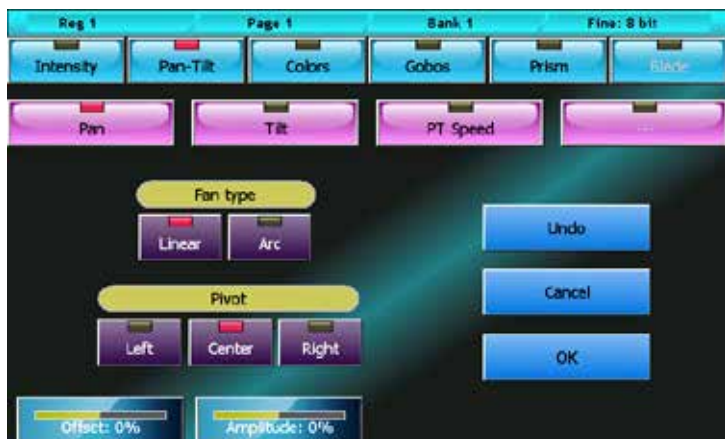 Reg 1 Page 1 Bank 1 Fine: 8 bit
Intensity Pan-Tilt Colors Gobos Prism Blade
Pan Tilt PT Speed ...
Fan type
Linear Arc
Undo
Pivot
Cancel
Left Center Right
OK
Offset: 0% Amplitude: 0%